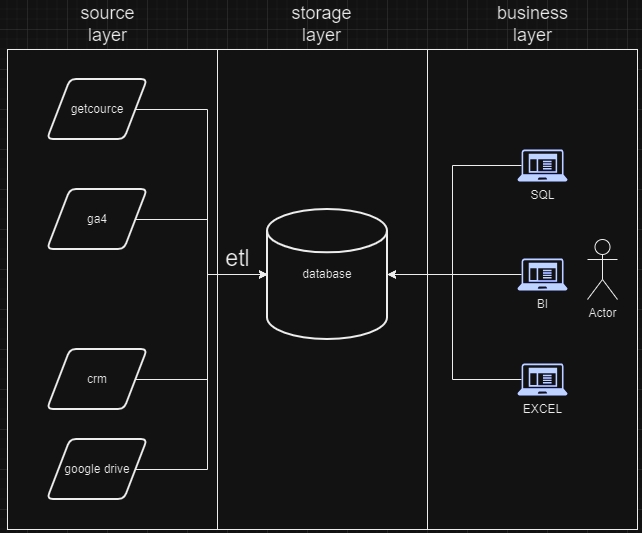 source
layer
storage
layer
business
layer
getcource
ga4
crm
google drive
etl
database
SQL
BI
EXCEL
Actor